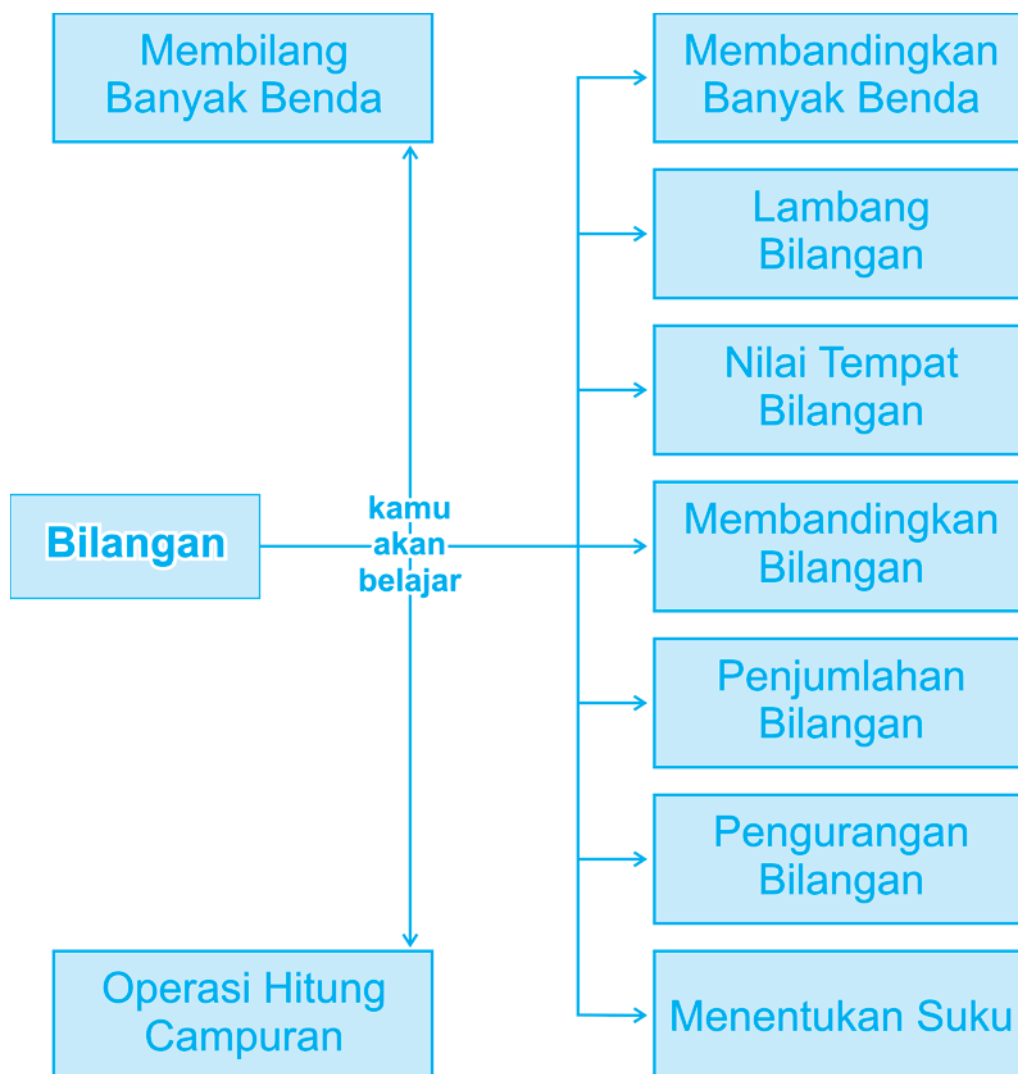 Membilang
Banyak Benda
Bilangan
kamu
akan
belajar
Operasi Hitung
Campuran
Membandingkan
Banyak Benda
Lambang
Bilangan
Nilai Tempat
Bilangan
Membandingkan
Bilangan
Penjumlahan
Bilangan
Pengurangan
Bilangan
Menentukan Suku